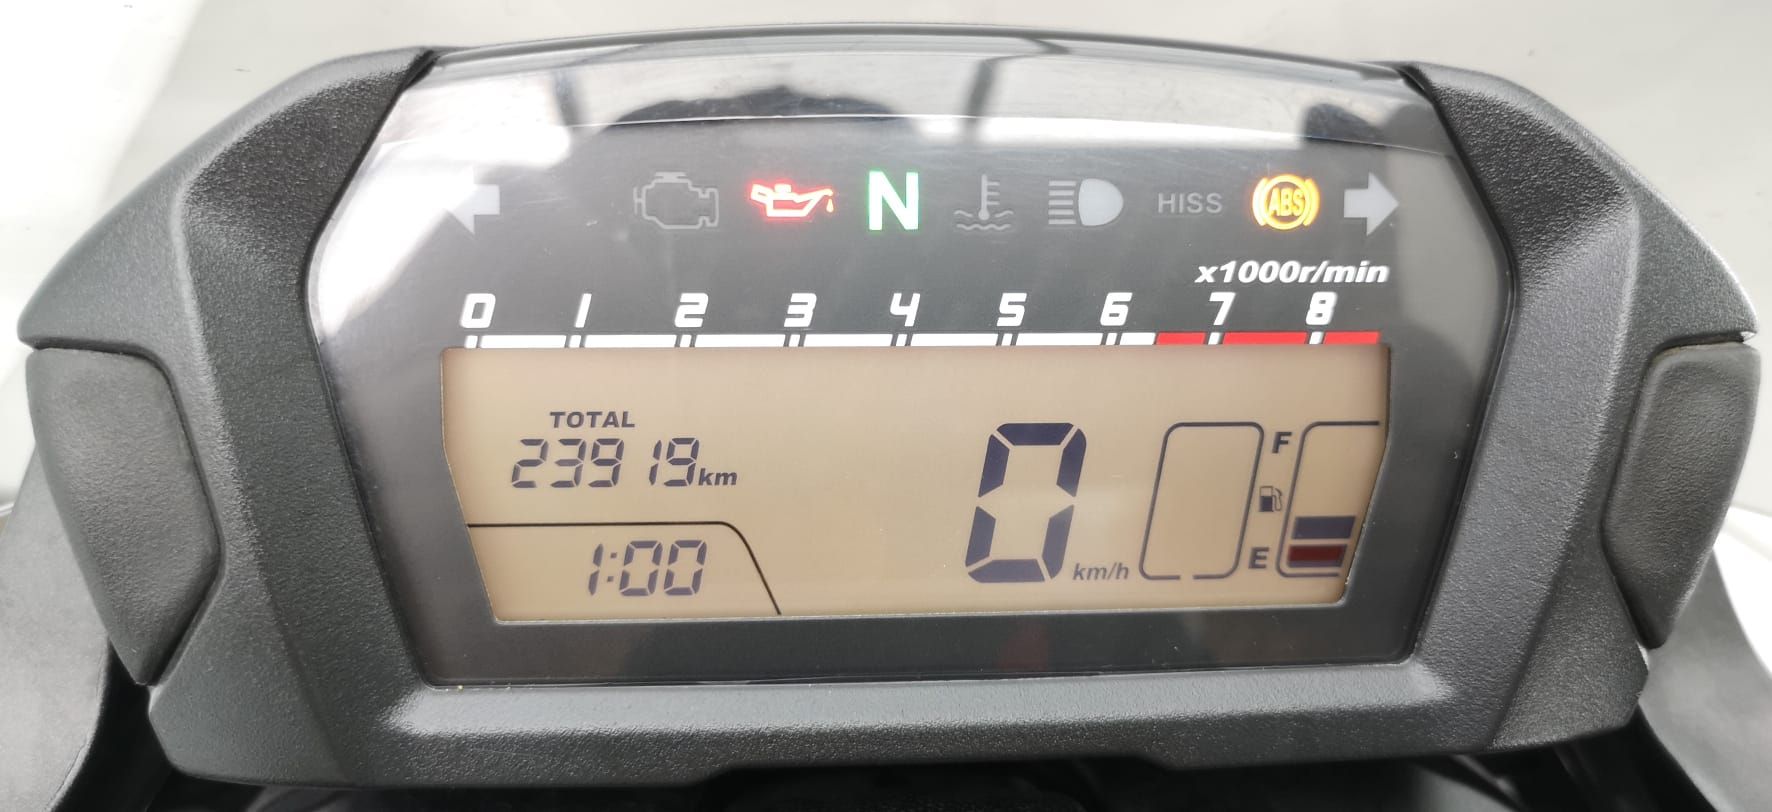 N HISS ABS
x1000r/min
0 1 2 3 4 5 6 7 8
TOTAL
23919km
1:00
0 km/h
F
E